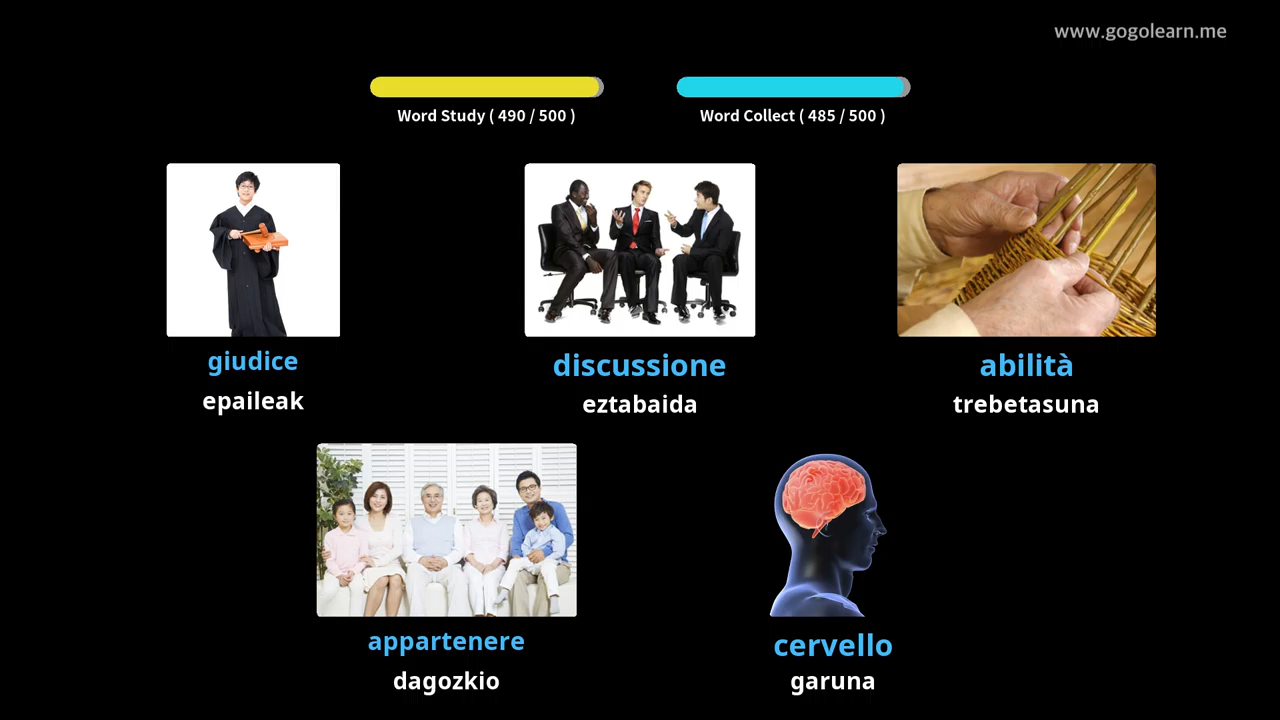 www.gogolearn.me
Word Study ( 490 / 500 )
Word Collect ( 485 / 500 )
giudice
epaileak
discussione
eztabaida
abilità
trebetasuna
appartenere
dagozkio
cervello
garuna